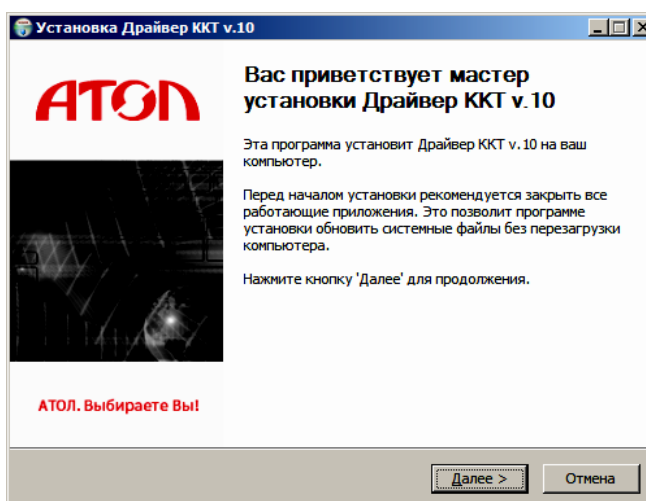 Установка Драйвер ККТ v.10
АТОЛ
Вас приветствует мастер
установки Драйвер ККТ v.10
Эта программа установит Драйвер ККТ v.10 на ваш
компьютер.
Перед началом установки рекомендуется закрыть все
работающие приложения. Это позволит программе
установки обновить системные файлы без перезагрузки
компьютера.
Нажмите кнопку 'Далее' для продолжения.
АТОЛ. Выбираете Вы!
Далее >
Отмена